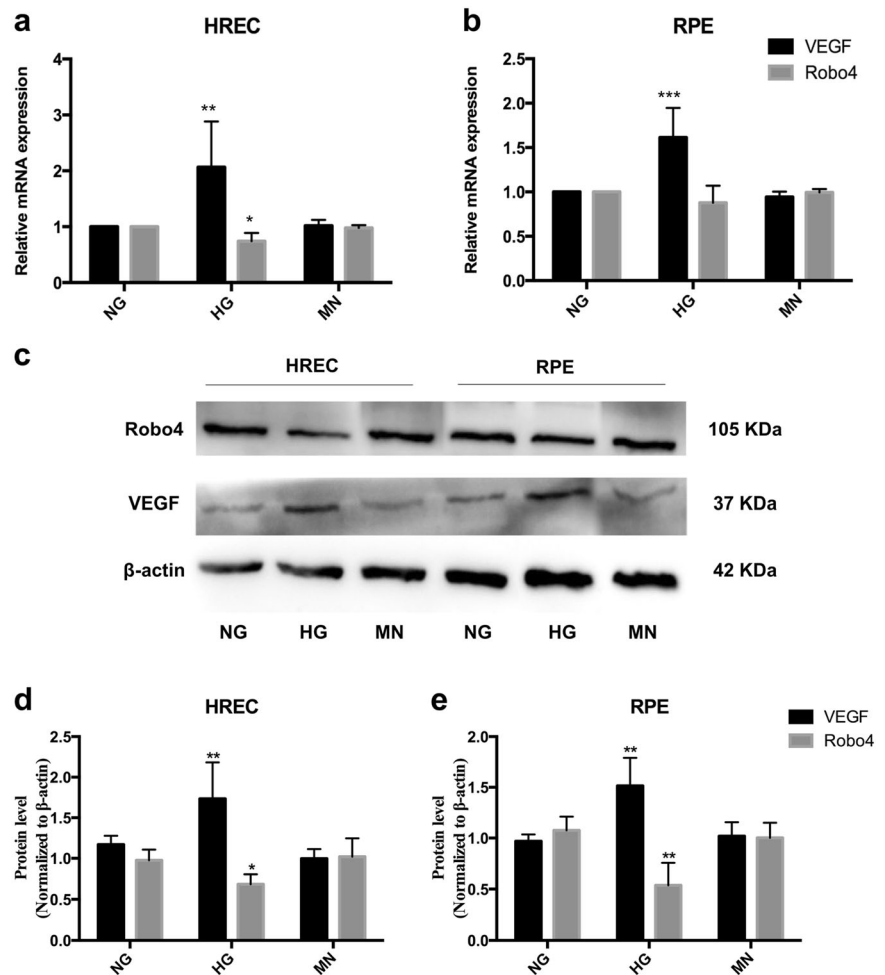 a
HREC
Relative mRNA expression
4
3
2
1
0
**
*
NG
HG
MN
b
RPE
Relative mRNA expression
2.5
2.0
1.5
1.0
0.5
0.0
***
NG
HG
MN
VEGF
Robo4
c
HREC
RPE
Robo4
105 KDa
VEGF
37 KDa
β-actin
42 KDa
NG HG MN NG HG MN
d
HREC
Protein level
(Normalized to β-actin)
2.5
2.0
1.5
1.0
0.5
0.0
**
*
NG
HG
MN
e
RPE
Protein level
(Normalized to β-actin)
2.0
1.5
1.0
0.5
0.0
**
**
NG
HG
MN
VEGF
Robo4